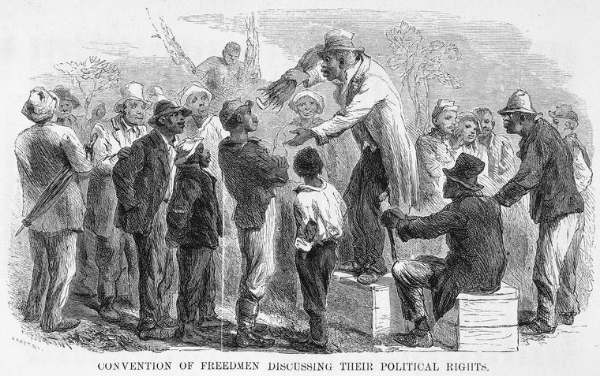 CONVENTION OF FREEDMEN DISCUSSING THEIR POLITICAL RIGHTS.